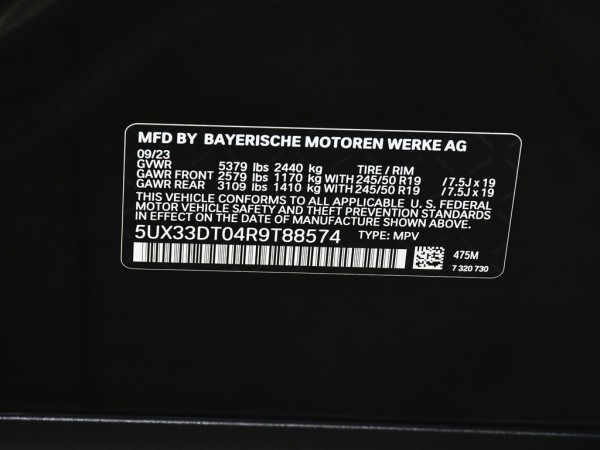 MFD BY BAYERISCHE MOTOREN WERKE AG
09/23
GVWR 5379 lbs 2440 kg TIRE / RIM
GAWR FRONT 2579 lbs 1170 kg WITH 245/50 R19 / 7.5J x 19
GAWR REAR 3109 lbs 1410 kg WITH 245/50 R19 / 7.5J x 19
THIS VEHICLE CONFORMS TO ALL APPLICABLE U. S. FEDERAL
MOTOR VEHICLE SAFETY AND THEFT PREVENTION STANDARDS
IN EFFECT ON THE DATE OF MANUFACTURE SHOWN ABOVE.
5UX33DT04R9T88574 TYPE: MPV
475M
7 320 730